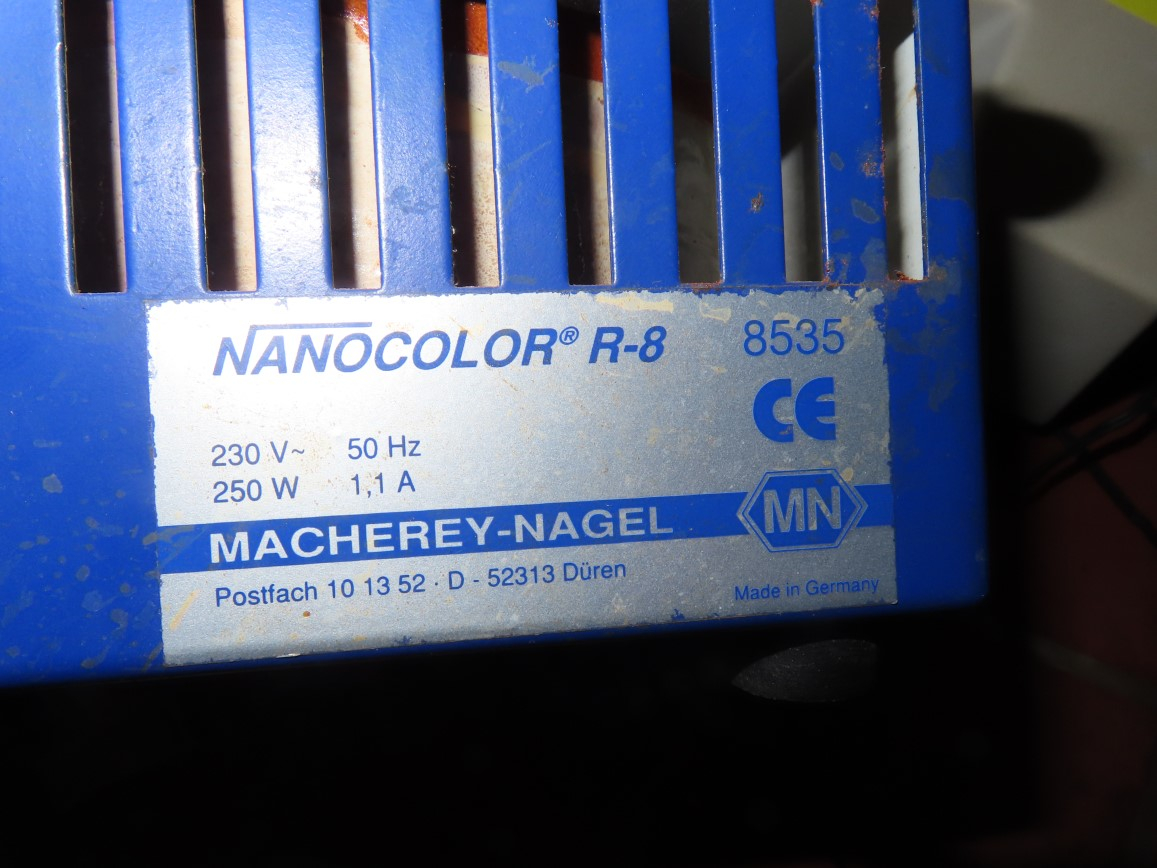 NANOCOLOR® R-8 8535
CE
230 V~ 50 Hz
250 W 1,1 A
MACHEREY-NAGEL MN
Postfach 10 13 52 · D - 52313 Düren
Made in Germany